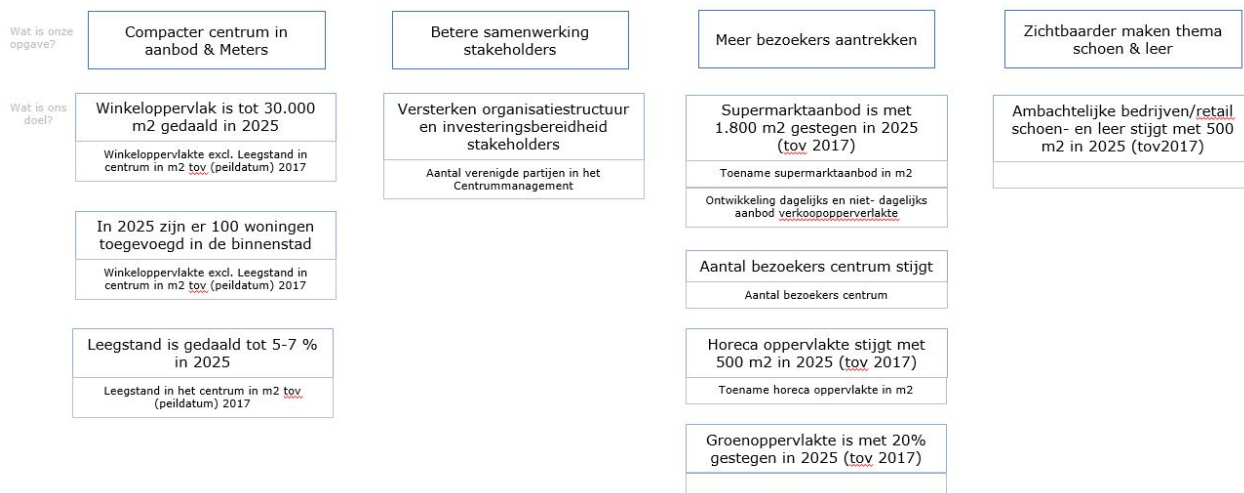 Wat is onze
opgave?
Compacter centrum in
aanbod & Meters
Betere samenwerking
stakeholders
Meer bezoekers aantrekken
Zichtbaarder maken thema
schoen & leer
Wat is ons
doel?
Winkeloppervlak is tot 30.000
m2 gedaald in 2025
Winkeloppervlakte excl. Leegstand in
centrum in m2 tov (peildatum) 2017
In 2025 zijn er 100 woningen
toegevoegd in de binnenstad
Winkeloppervlakte excl. Leegstand in
centrum in m2 tov (peildatum) 2017
Leegstand is gedaald tot 5-7 %
in 2025
Leegstand in het centrum in m2 tov
(peildatum) 2017
Versterken organisatiestructuur
en investeringsbereidheid
stakeholders
Aantal verenigde partijen in het
Centrummanagement
Supermarktaanbod is met
1.800 m2 gestegen in 2025
(tov 2017)
Toename supermarktaanbod in m2
Ontwikkeling dagelijks en niet- dagelijks
aanbod verkoopopperverlakte
Aantal bezoekers centrum stijgt
Aantal bezoekers centrum
Horeca oppervlakte stijgt met
500 m2 in 2025 (tov 2017)
Toename horeca oppervlakte in m2
Groenoppervlakte is met 20%
gestegen in 2025 (tov 2017)
Ambachtelijke bedrijven/retail
schoen- en leer stijgt met 500
m2 in 2025 (tov2017)